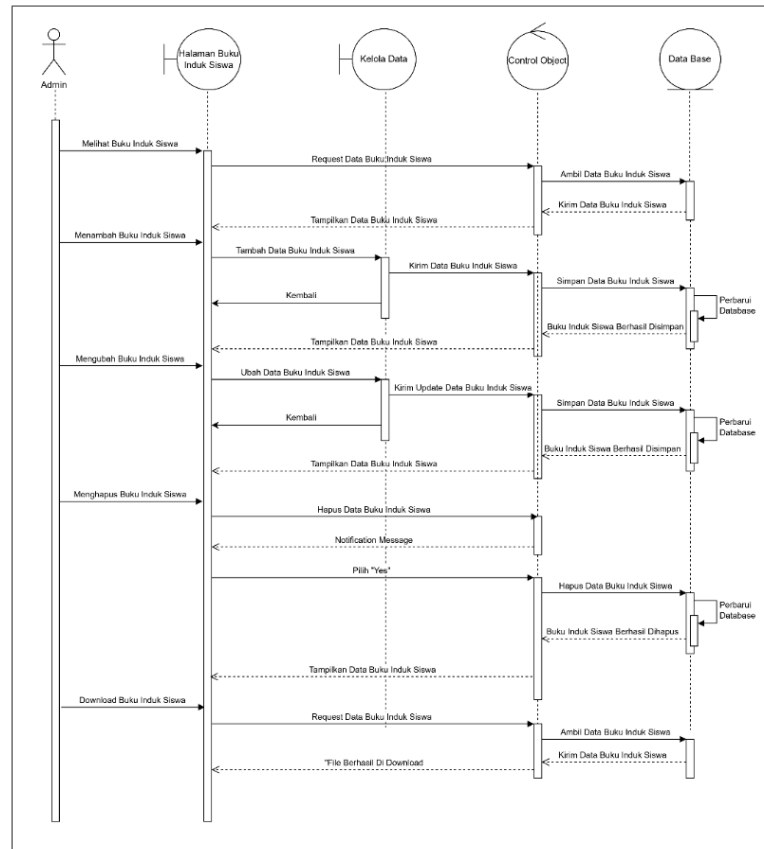 Admin
Halaman Buku
Induk Siswa
Kelola Data
Control Object
Data Base
Melihat Buku Induk Siswa
Request Data Buku Induk Siswa
Ambil Data Buku Induk Siswa
Kirim Data Buku Induk Siswa
Tampilkan Data Buku Induk Siswa
Menambah Buku Induk Siswa
Tambah Data Buku Induk Siswa
Kirim Data Buku Induk Siswa
Simpan Data Buku Induk Siswa
Perbarui
Database
Kembali
Buku Induk Siswa Berhasil Disimpan
Tampilkan Data Buku Induk Siswa
Mengubah Buku Induk Siswa
Ubah Data Buku Induk Siswa
Kirim Update Data Buku Induk Siswa
Simpan Data Buku Induk Siswa
Perbarui
Database
Kembali
Buku Induk Siswa Berhasil Disimpan
Tampilkan Data Buku Induk Siswa
Menghapus Buku Induk Siswa
Hapus Data Buku Induk Siswa
Notification Message
Pilih "Yes"
Hapus Data Buku Induk Siswa
Perbarui
Database
Buku Induk Siswa Berhasil Dihapus
Tampilkan Data Buku Induk Siswa
Download Buku Induk Siswa
Request Data Buku Induk Siswa
Ambil Data Buku Induk Siswa
Kirim Data Buku Induk Siswa
"File Berhasil Di Download